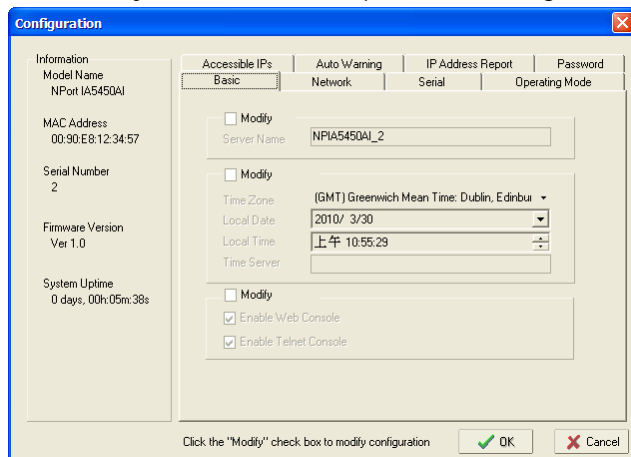 Configuration
Information
Model Name
NPort IA5450AI
MAC Address
00:90:E8:12:34:57
Serial Number
2
Firmware Version
Ver 1.0
System Uptime
0 days, 00h:05m:38s
Accessible IPs
Auto Warning
IP Address Report
Password
Basic
Network
Serial
Operating Mode
Modify
Server Name
NPIA5450AI_2
Modify
Time Zone
(GMT) Greenwich Mean Time: Dublin, Edinbu
Local Date
2010/ 3/30
Local Time
上午 10:55:29
Time Server
Modify
Enable Web Console
Enable Telnet Console
Click the "Modify" check box to modify configuration
OK
Cancel